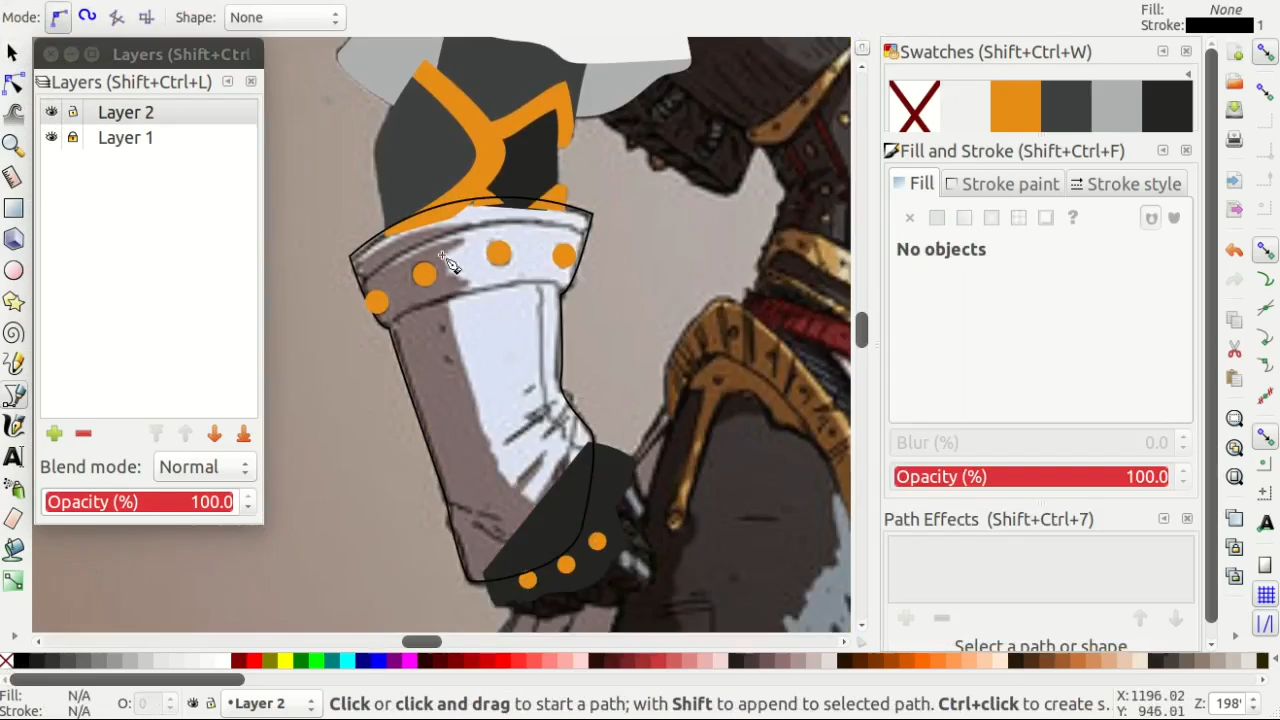 Mode:
Shape: None
Fill: None
Stroke: 1
Layers (Shift+Ctrl
Layers (Shift+Ctrl+L)
Layer 2
Layer 1
Blend mode: Normal
Opacity (%) 100.0
Swatches (Shift+Ctrl+W)
Fill and Stroke (Shift+Ctrl+F)
Fill Stroke paint Stroke style
?
No objects
Blur (%) 0.0
Opacity (%) 100.0
Path Effects (Shift+Ctrl+7)
Select a path or shape
Fill: N/A
Stroke: N/A
O: 0
•Layer 2
Click or click and drag to start a path; with Shift to append to selected path. Ctrl+click to create s.
X:1196.02
Y: 946.01
Z: 198